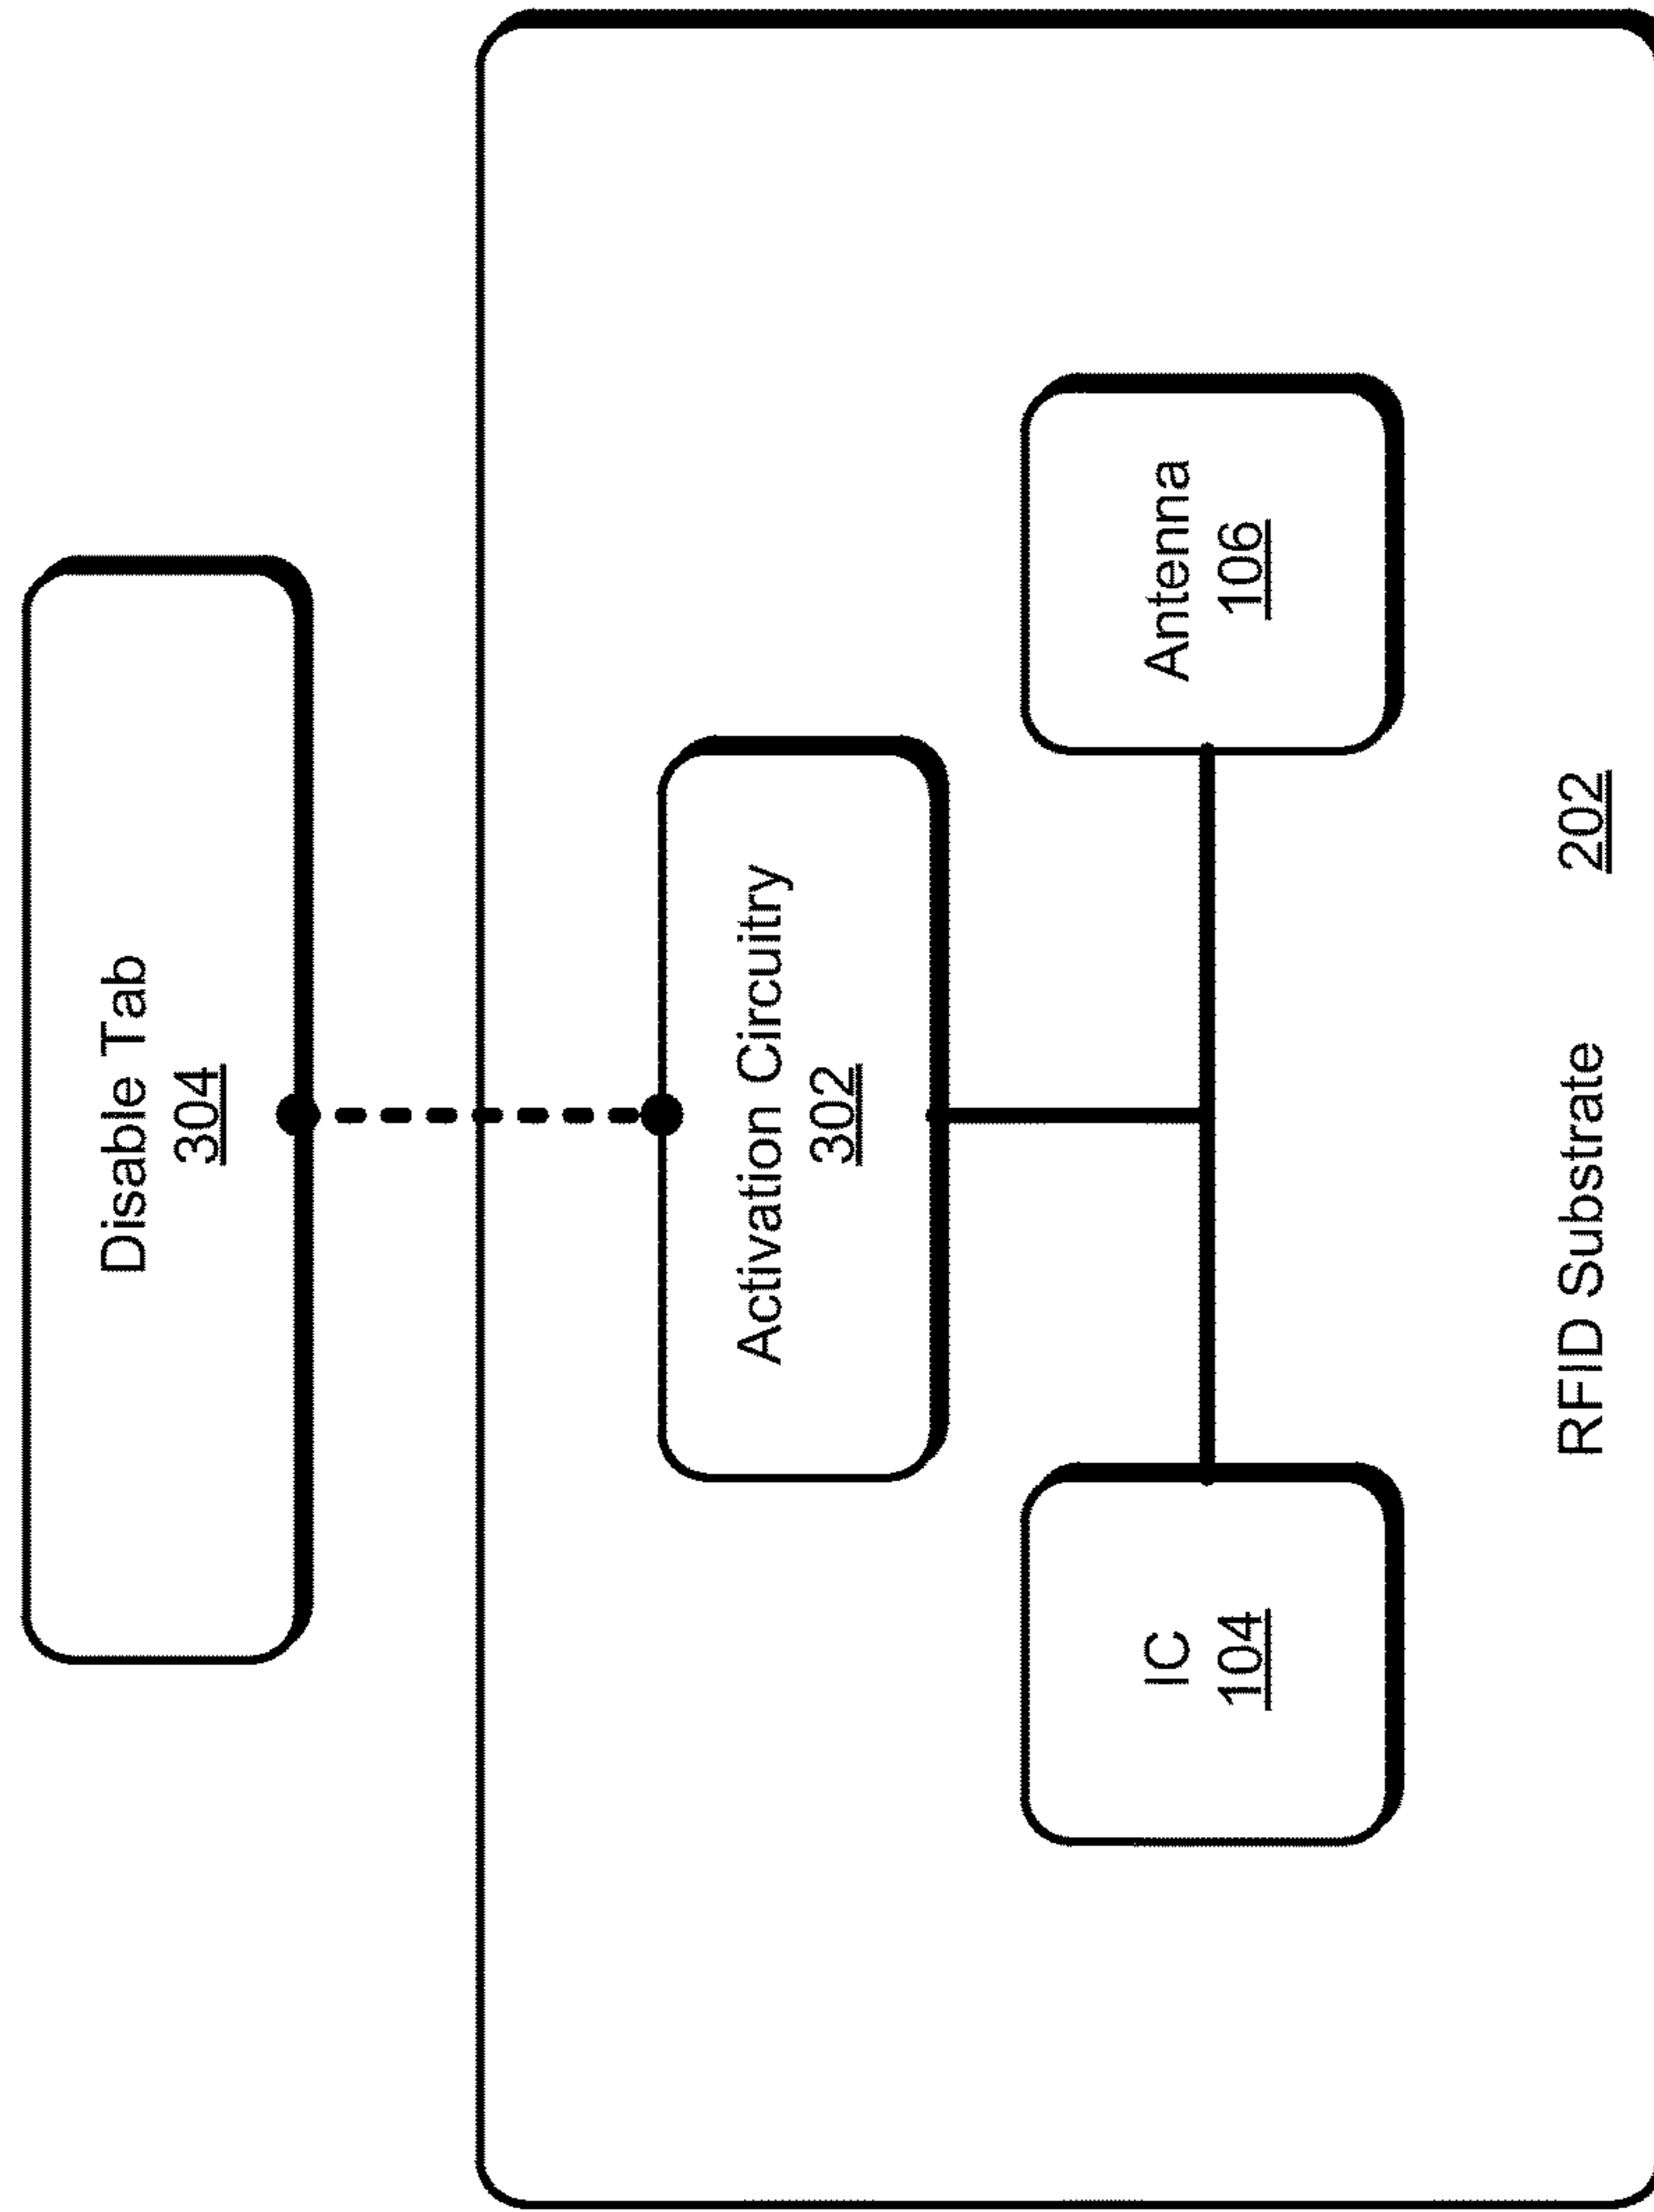 Disable Tab
304
Activation Circuitry
302
IC
104
Antenna
106
RFID Substrate 202